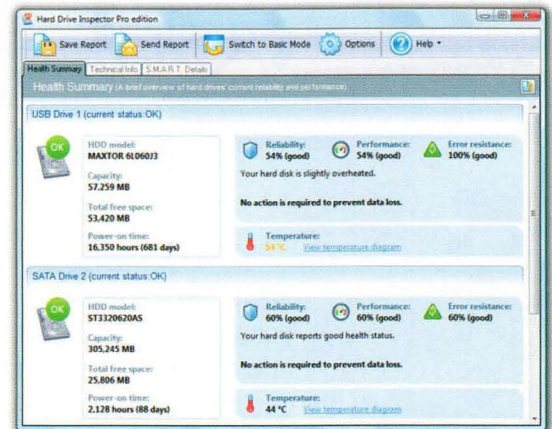 Hard Drive Inspector Pro edition
Save Report Send Report Switch to Basic Mode Options Help
Health Summary Technical Info S.M.A.R.T. Details
Health Summary (A brief overview of hard drives' current reliability and performance)
USB Drive 1 (current status:OK)
OK
HDD model:
MAXTOR 6L060J3
Capacity:
57,259 MB
Total free space:
53,420 MB
Power-on time:
16,350 hours (681 days)
Reliability:
54% (good)
Performance:
54% (good)
Error resistance:
100% (good)
Your hard disk is slightly overheated.
No action is required to prevent data loss.
Temperature:
54 °C View temperature diagram
SATA Drive 2 (current status:OK)
OK
HDD model:
ST3320620AS
Capacity:
305,245 MB
Total free space:
25,806 MB
Power-on time:
2,128 hours (88 days)
Reliability:
60% (good)
Performance:
60% (good)
Error resistance:
60% (good)
Your hard disk reports good health status.
No action is required to prevent data loss.
Temperature:
44 °C View temperature diagram